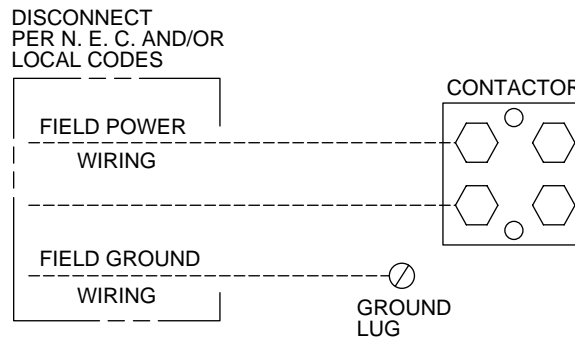 DISCONNECT
PER N. E. C. AND/OR
LOCAL CODES
CONTACTOR
FIELD POWER
WIRING
FIELD GROUND
WIRING
GROUND
LUG